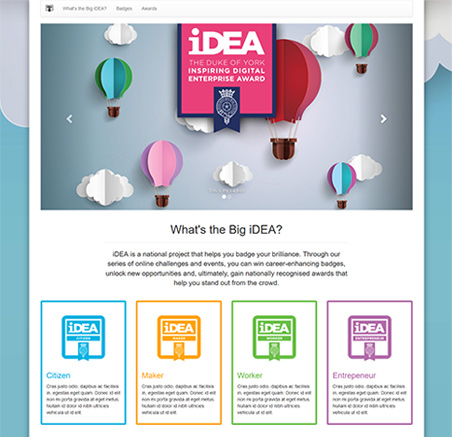 What's the Big iDEA? Badges Awards
iDEA
THE DUKE OF YORK
INSPIRING DIGITAL
ENTERPRISE AWARD
What's the Big iDEA?
iDEA is a national project that helps you badge your brilliance. Through our
series of online challenges and events, you can win career-enhancing badges,
unlock new opportunities and, ultimately, gain nationally recognised awards that
help you stand out from the crowd.
iDEA
CITIZEN
Citizen
Cras justo odio, dapibus ac facilisis
in, egestas eget quam. Donec id elit
non mi porta gravida at eget metus.
Nullam id dolor id nibh ultricies
vehicula ut id elit.
iDEA
MAKER
Maker
Cras justo odio, dapibus ac facilisis
in, egestas eget quam. Donec id elit
non mi porta gravida at eget metus.
Nullam id dolor id nibh ultricies
vehicula ut id elit.
iDEA
WORKER
Worker
Cras justo odio, dapibus ac facilisis
in, egestas eget quam. Donec id elit
non mi porta gravida at eget metus.
Nullam id dolor id nibh ultricies
vehicula ut id elit.
iDEA
ENTREPRENEUR
Entrepeneur
Cras justo odio, dapibus ac facilisis
in, egestas eget quam. Donec id elit
non mi porta gravida at eget metus.
Nullam id dolor id nibh ultricies
vehicula ut id elit.